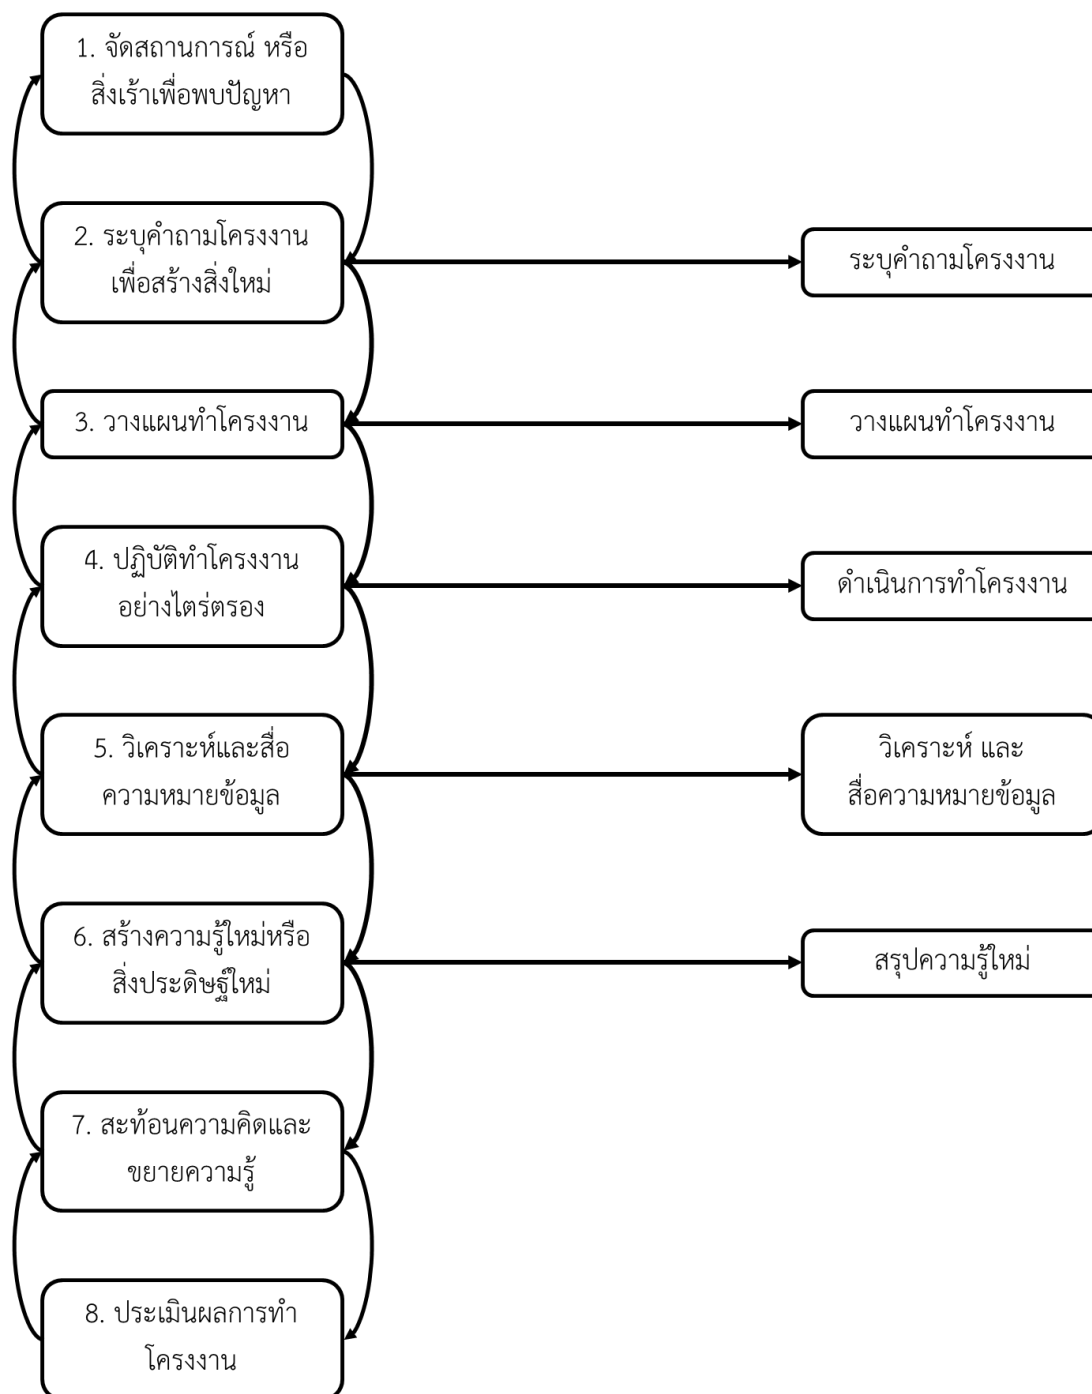 1. จัดสถานการณ์ หรือ
สิ่งเร้าเพื่อพบปัญหา
2. ระบุคำถามโครงงาน
เพื่อสร้างสิ่งใหม่
ระบุคำถามโครงงาน
3. วางแผนทำโครงงาน
วางแผนทำโครงงาน
4. ปฏิบัติทำโครงงาน
อย่างไตร่ตรอง
ดำเนินการทำโครงงาน
5. วิเคราะห์และสื่อ
ความหมายข้อมูล
วิเคราะห์ และ
สื่อความหมายข้อมูล
6. สร้างความรู้ใหม่หรือ
สิ่งประดิษฐ์ใหม่
สรุปความรู้ใหม่
7. สะท้อนความคิดและ
ขยายความรู้
8. ประเมินผลการทำ
โครงงาน